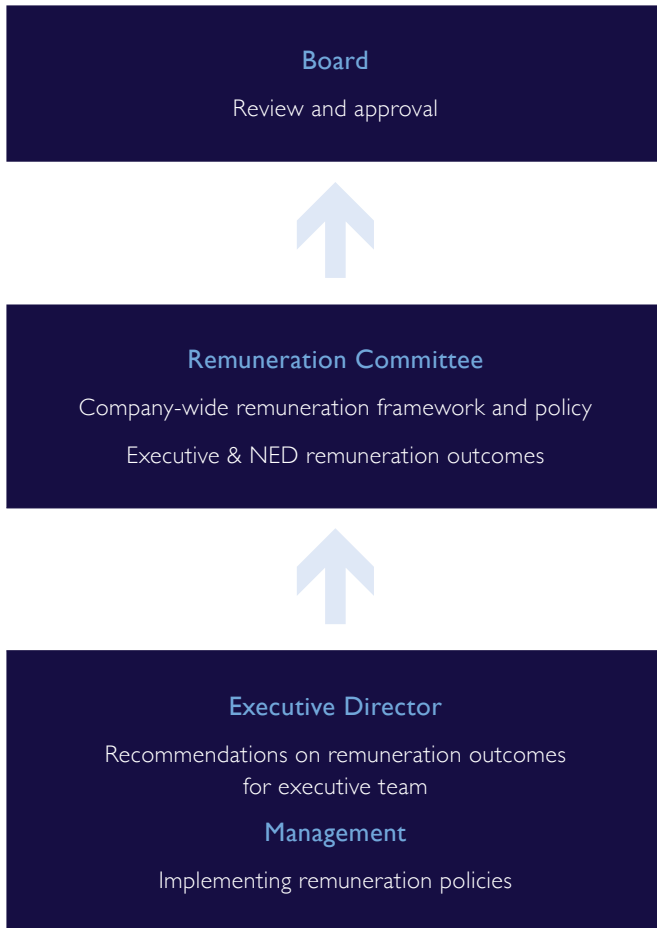 Board
Review and approval
Remuneration Committee
Company-wide remuneration framework and policy
Executive & NED remuneration outcomes
Executive Director
Recommendations on remuneration outcomes
for executive team
Management
Implementing remuneration policies